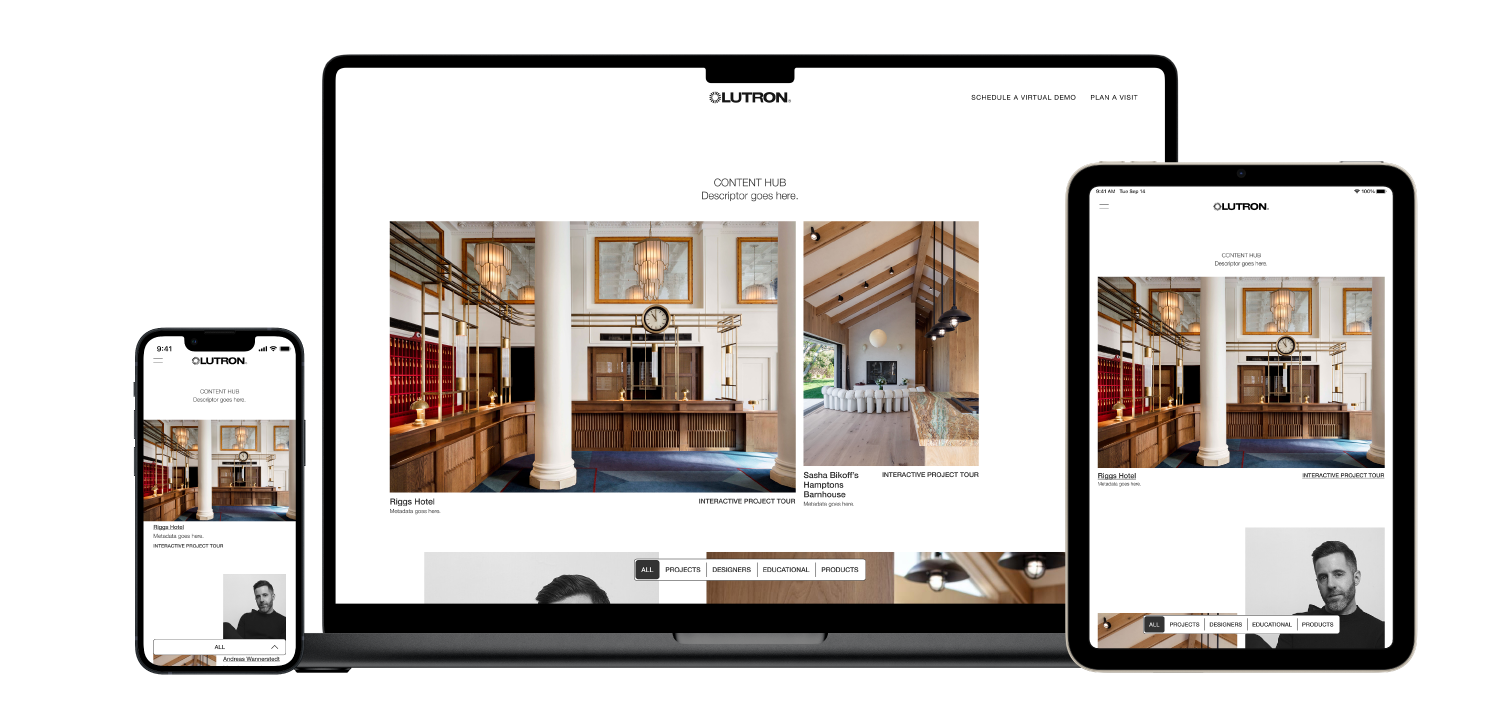 LUTRON
SCHEDULE A VIRTUAL DEMO PLAN A VISIT
CONTENT HUB
Descriptor goes here.
Riggs Hotel
INTERACTIVE PROJECT TOUR
Metadata goes here.
Sasha Bikoff's
Hamptons
Barnhouse
INTERACTIVE PROJECT TOUR
Metadata goes here.
ALL PROJECTS DESIGNERS EDUCATIONAL PRODUCTS
9:41
LUTRON
CONTENT HUB
Descriptor goes here.
Riggs Hotel
Metadata goes here.
INTERACTIVE PROJECT TOUR
ALL
Andreas Wannerstedt
9:41 AM Tue Sep 14
100%
LUTRON
CONTENT HUB
Descriptor goes here.
Riggs Hotel
INTERACTIVE PROJECT TOUR
Metadata goes here.
ALL PROJECTS DESIGNERS EDUCATIONAL PRODUCTS